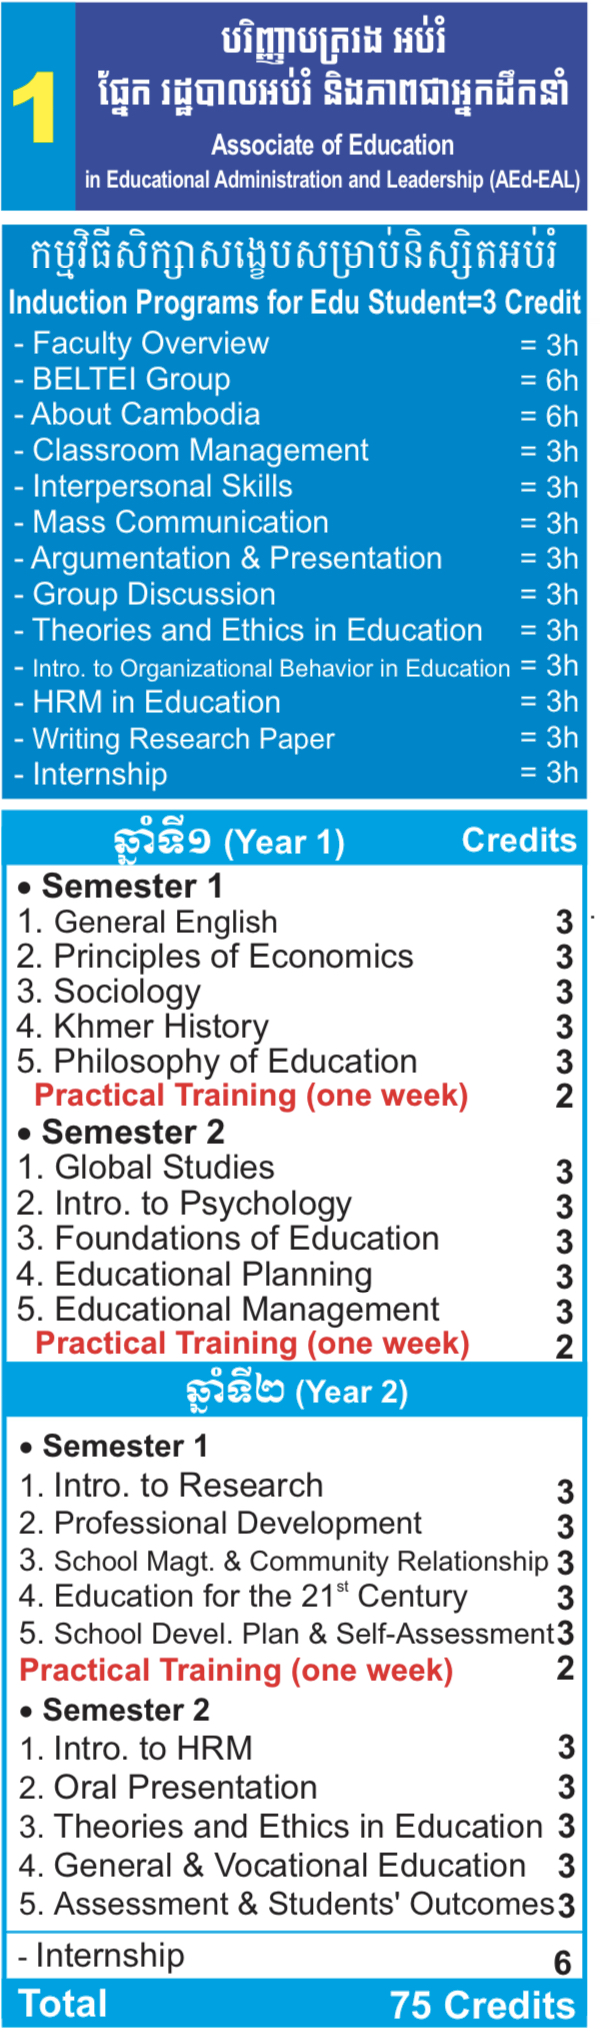 1
បរិញ្ញាបត្ររង អប់រំ
ផ្នែក រដ្ឋបាលអប់រំ និងភាពជាអ្នកដឹកនាំ
Associate of Education
in Educational Administration and Leadership (AEd-EAL)
កម្មវិធីសិក្សាសង្ខេបសម្រាប់និស្សិតអប់រំ
Induction Programs for Edu Student=3 Credit
- Faculty Overview = 3h
- BELTEI Group = 6h
- About Cambodia = 6h
- Classroom Management = 3h
- Interpersonal Skills = 3h
- Mass Communication = 3h
- Argumentation & Presentation = 3h
- Group Discussion = 3h
- Theories and Ethics in Education = 3h
- Intro. to Organizational Behavior in Education = 3h
- HRM in Education = 3h
- Writing Research Paper = 3h
- Internship = 3h
ឆ្នាំទី១ (Year 1) Credits
• Semester 1
1. General English 3
2. Principles of Economics 3
3. Sociology 3
4. Khmer History 3
5. Philosophy of Education 3
Practical Training (one week) 2
• Semester 2
1. Global Studies 3
2. Intro. to Psychology 3
3. Foundations of Education 3
4. Educational Planning 3
5. Educational Management 3
Practical Training (one week) 2
ឆ្នាំទី២ (Year 2)
• Semester 1
1. Intro. to Research 3
2. Professional Development 3
3. School Magt. & Community Relationship 3
4. Education for the 21st Century 3
5. School Devel. Plan & Self-Assessment 3
Practical Training (one week) 2
• Semester 2
1. Intro. to HRM 3
2. Oral Presentation 3
3. Theories and Ethics in Education 3
4. General & Vocational Education 3
5. Assessment & Students' Outcomes 3
- Internship 6
Total 75 Credits